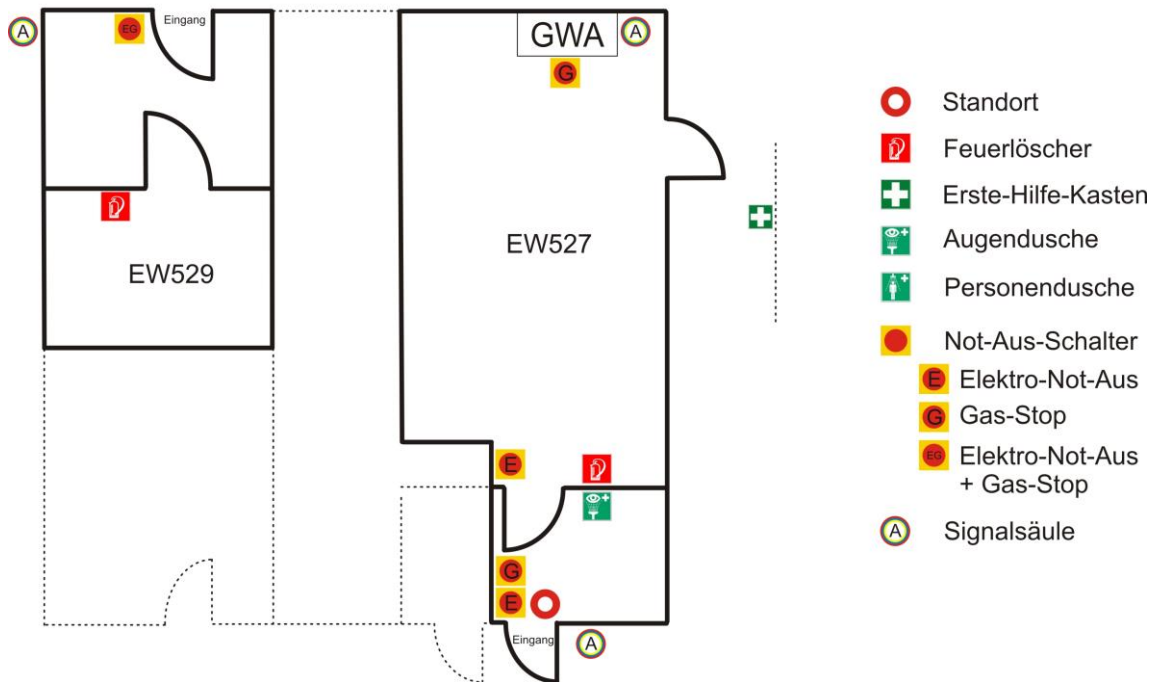 A
EG
Eingang
GWA
A
G
EW529
EW527
E
G
E
Eingang
A
Standort
Feuerlöscher
Erste-Hilfe-Kasten
Augendusche
Personendusche
Not-Aus-Schalter
E Elektro-Not-Aus
G Gas-Stop
EG Elektro-Not-Aus
+ Gas-Stop
A Signalsäule